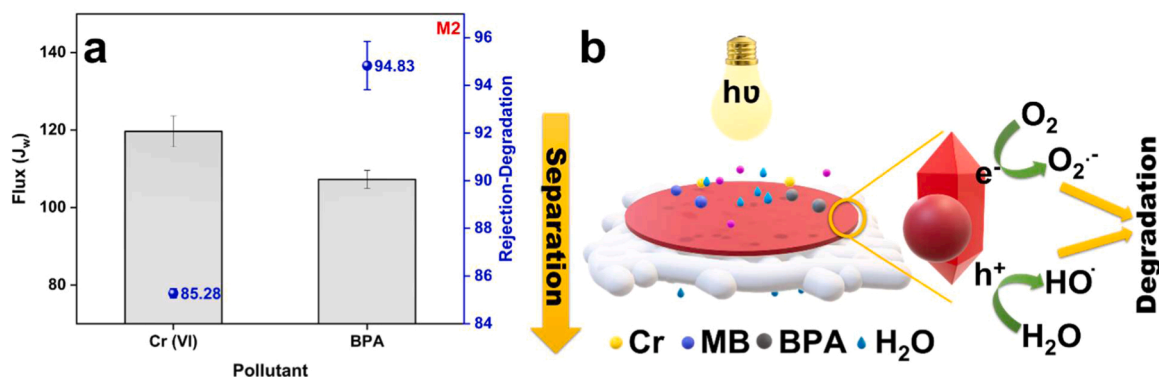 a
M2
Flux (J_w)
140
120
100
80
96
94
92
90
88
86
84
Rejection-Degradation
94.83
85.28
Cr (VI)
BPA
Pollutant
b
hυ
Separation
O₂
e⁻
O₂·⁻
h⁺
HO·
H₂O
Degradation
Cr MB BPA H₂O